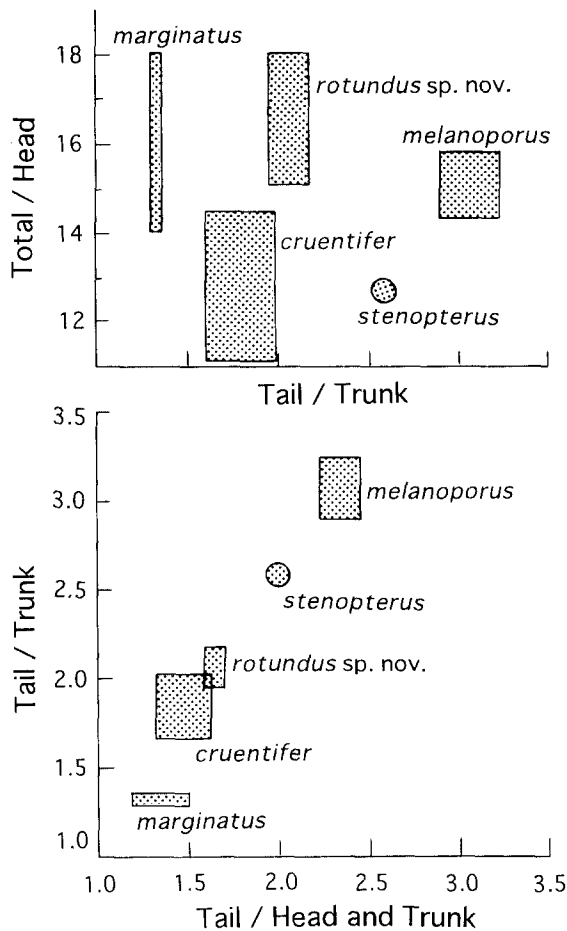 marginatus
18
rotundus sp. nov.
melanoporus
16
Total / Head
14
cruentifer
12
stenopterus
Tail / Trunk
3.5
3.0
melanoporus
2.5
stenopterus
Tail / Trunk
rotundus sp. nov.
2.0
cruentifer
1.5
marginatus
1.0
1.0 1.5 2.0 2.5 3.0 3.5
Tail / Head and Trunk